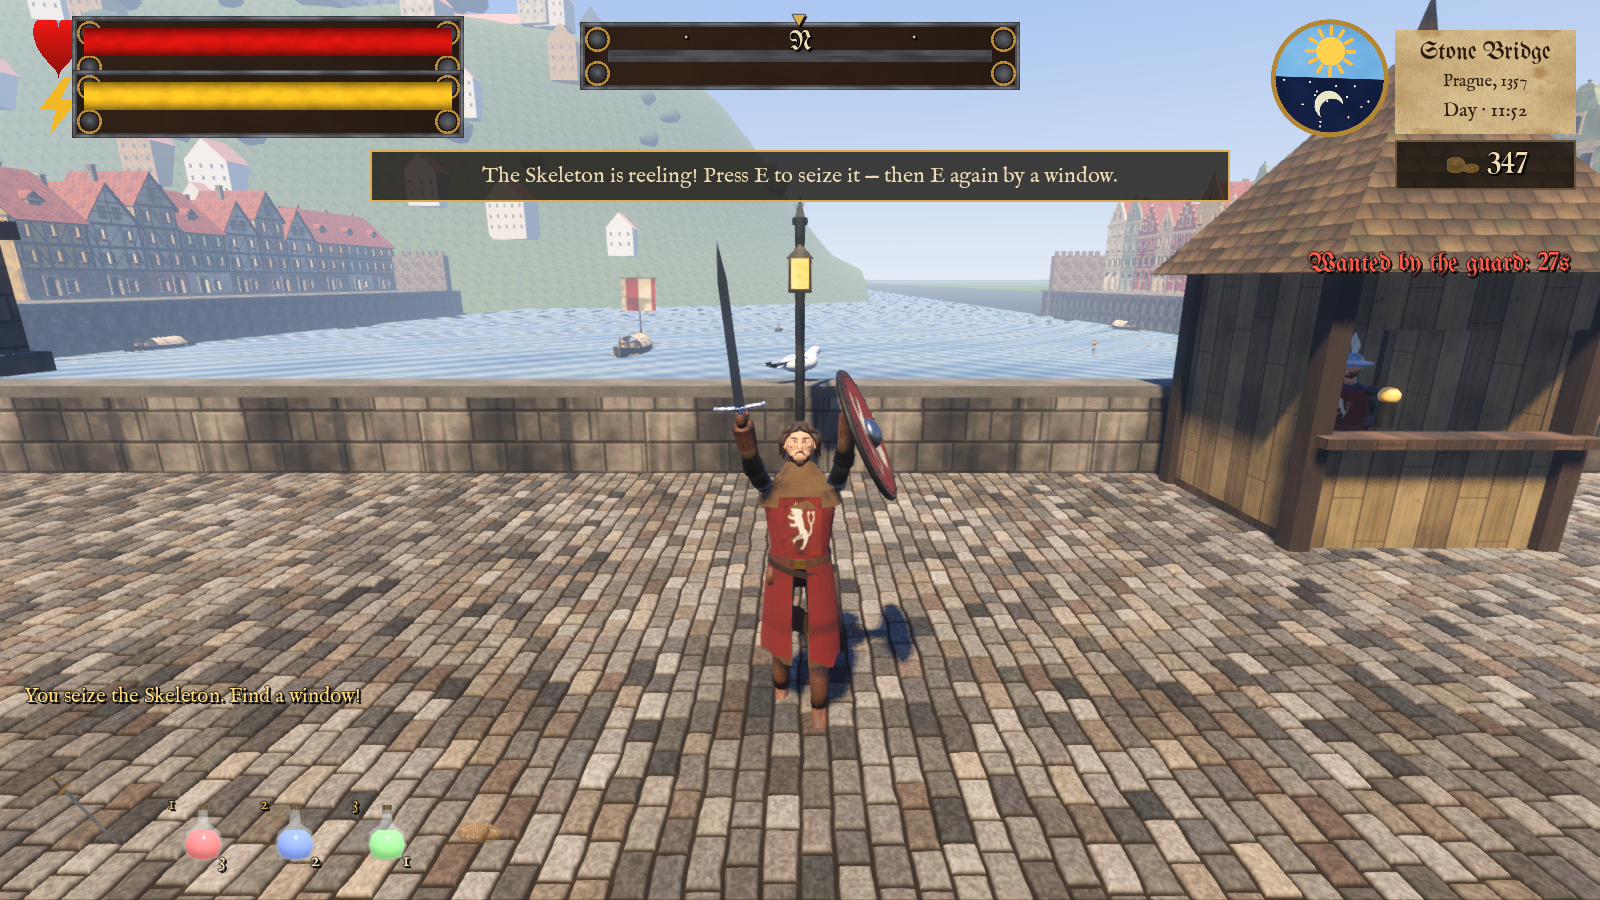 N
Stone Bridge
Prague, 1357
Day · 11:52
347
The Skeleton is reeling! Press E to seize it – then E again by a window.
Wanted by the guard: 27s
You seize the Skeleton. Find a window!
1 2 3
3 2 1